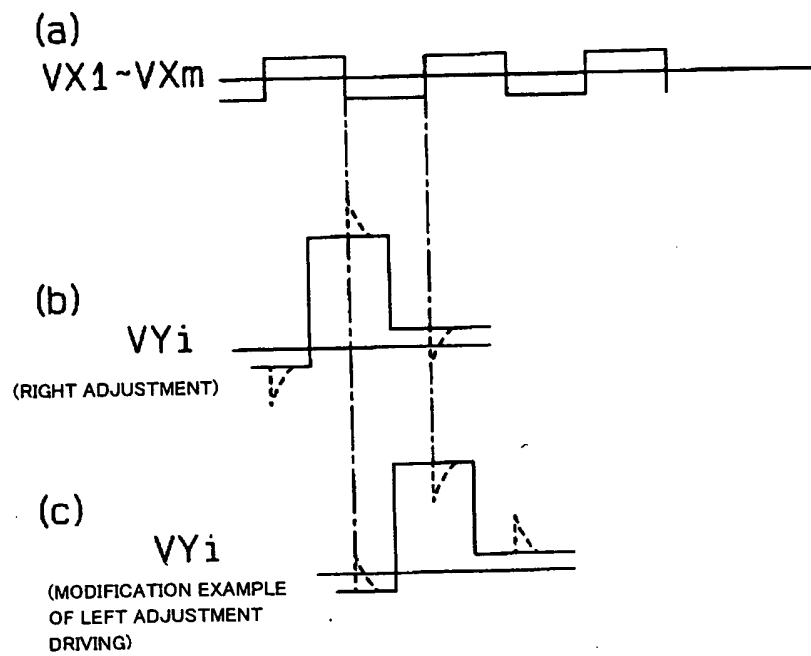 (a)
VX1~VXm
(b)
VYi
(RIGHT ADJUSTMENT)
(c)
VYi
(MODIFICATION EXAMPLE
OF LEFT ADJUSTMENT
DRIVING)